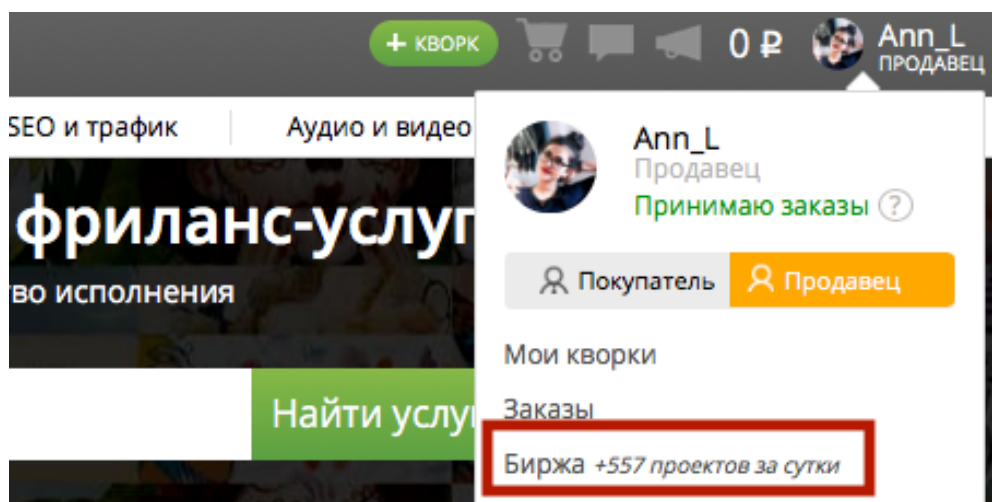 + КВОРК
0 ₽
Ann_L
ПРОДАВЕЦ
SEO и трафик
Аудио и видео
Ann_L
Продавец
Принимаю заказы ?
фриланс-услуг
во исполнения
Покупатель
Продавец
Мои кворки
Найти услу
Заказы
Биржа +557 проектов за сутки